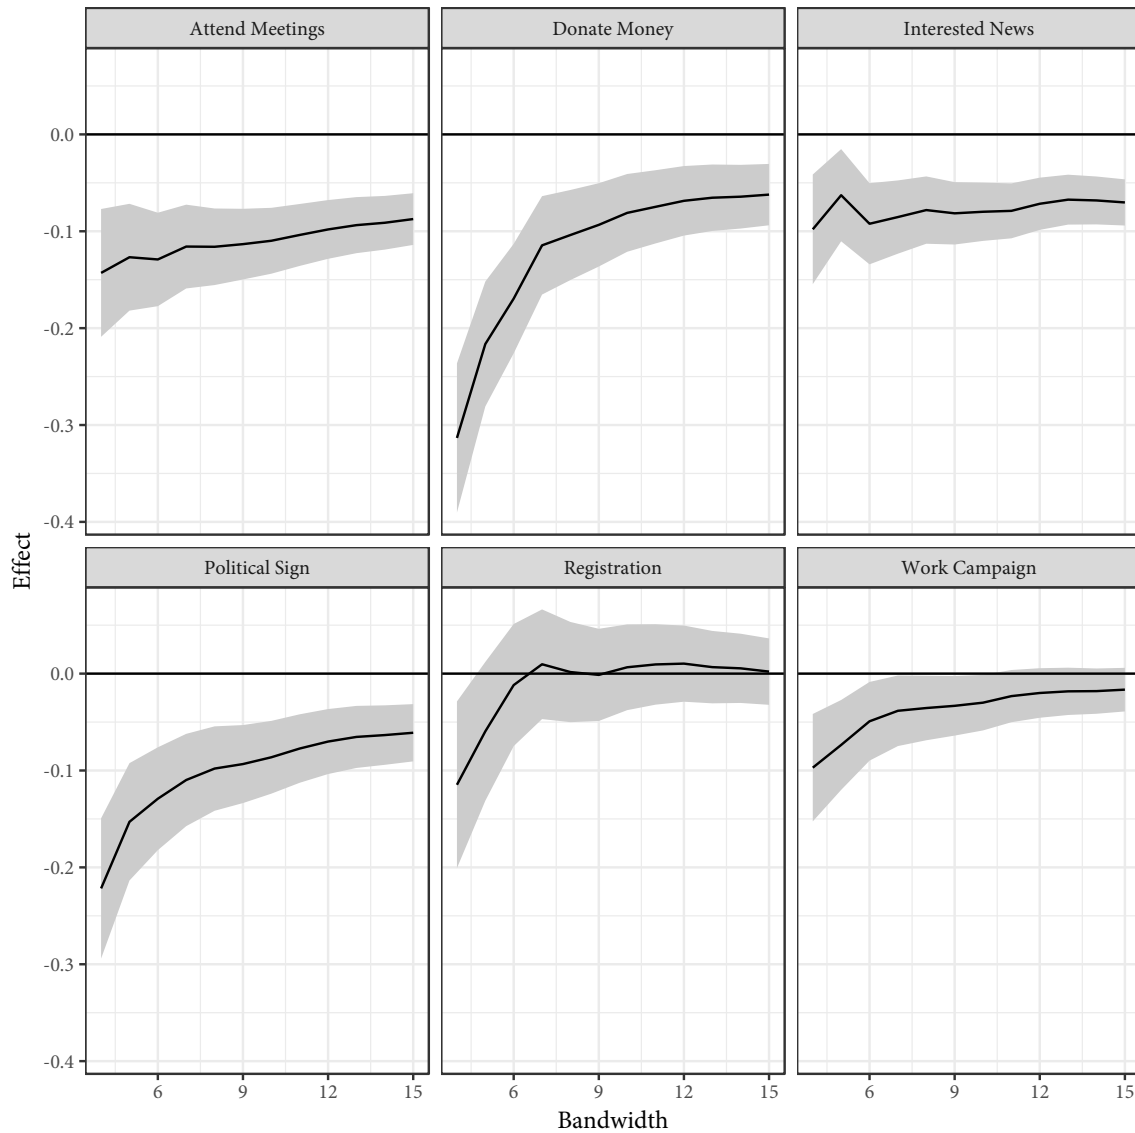 Attend Meetings Donate Money Interested News
0.0
-0.1
-0.2
-0.3
-0.4
Effect
Political Sign Registration Work Campaign
0.0
-0.1
-0.2
-0.3
-0.4
6 9 12 15 6 9 12 15 6 9 12 15
Bandwidth